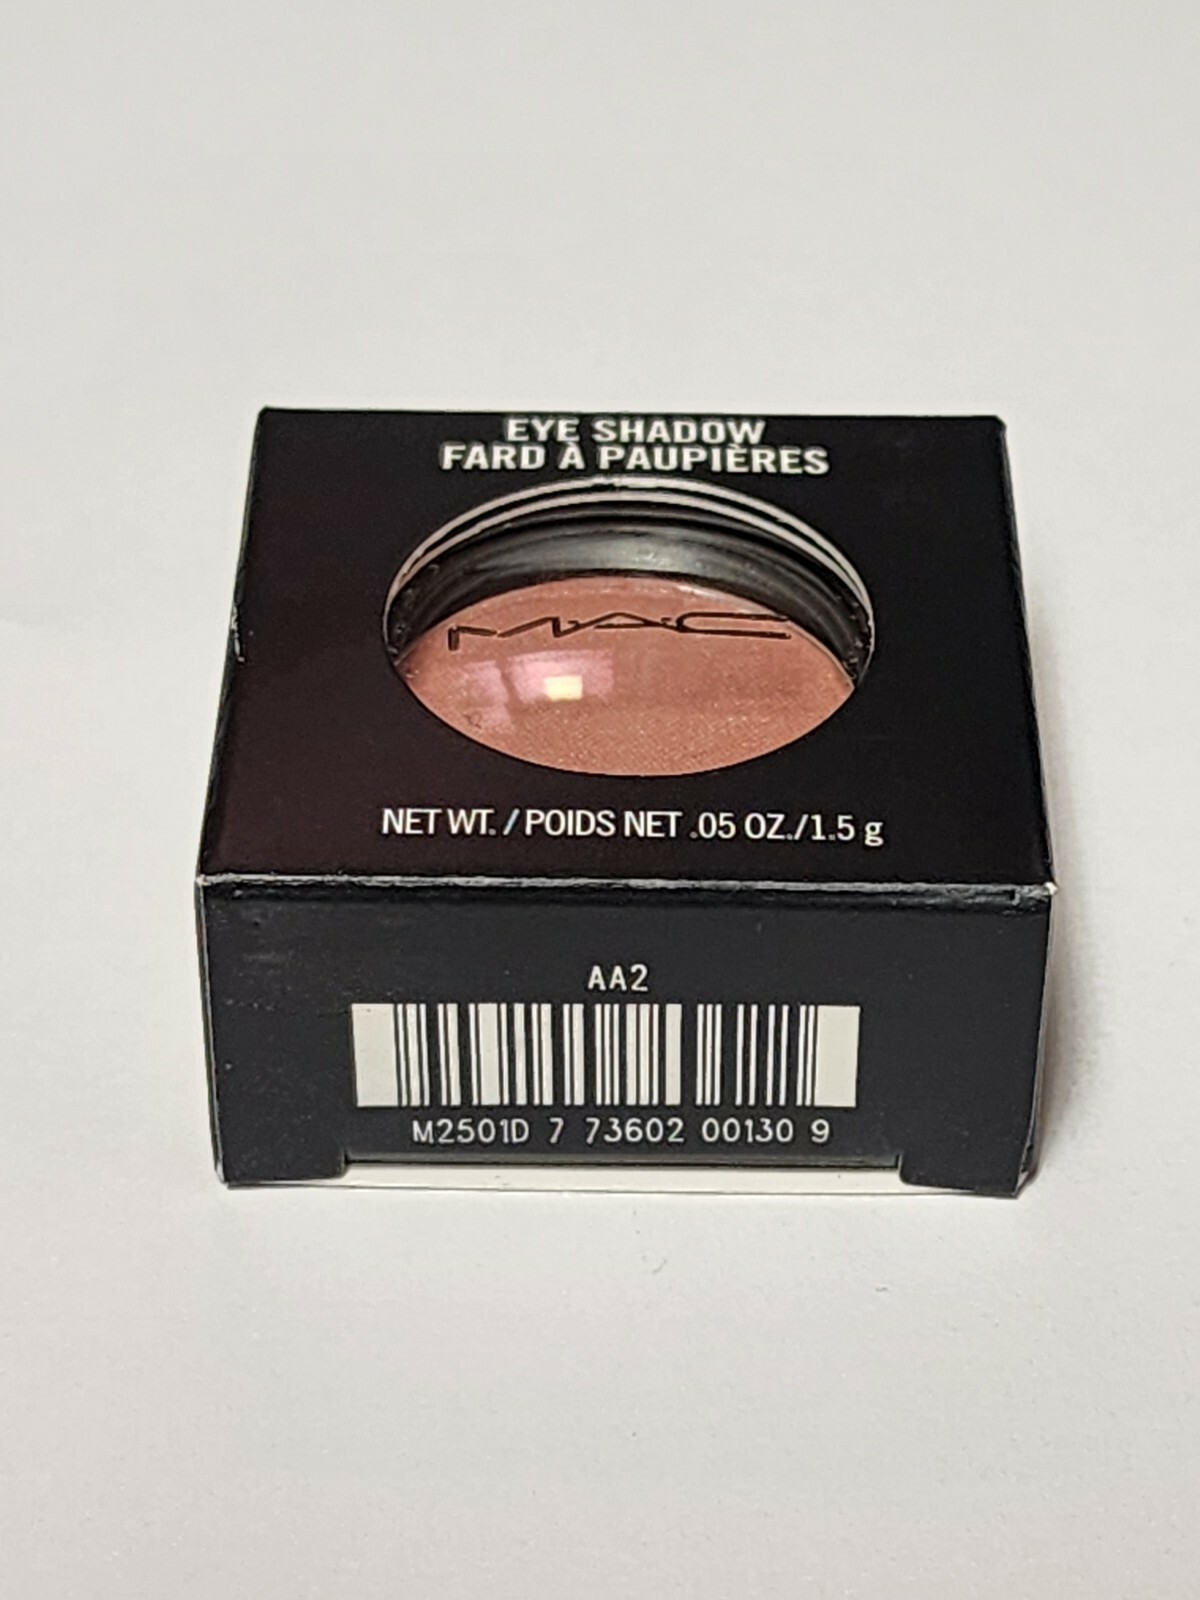 EYE SHADOW
FARD À PAUPIÈRES
MAC
NET WT. / POIDS NET .05 OZ./1.5 g
AA2
M2501D 7 73602 00130 9